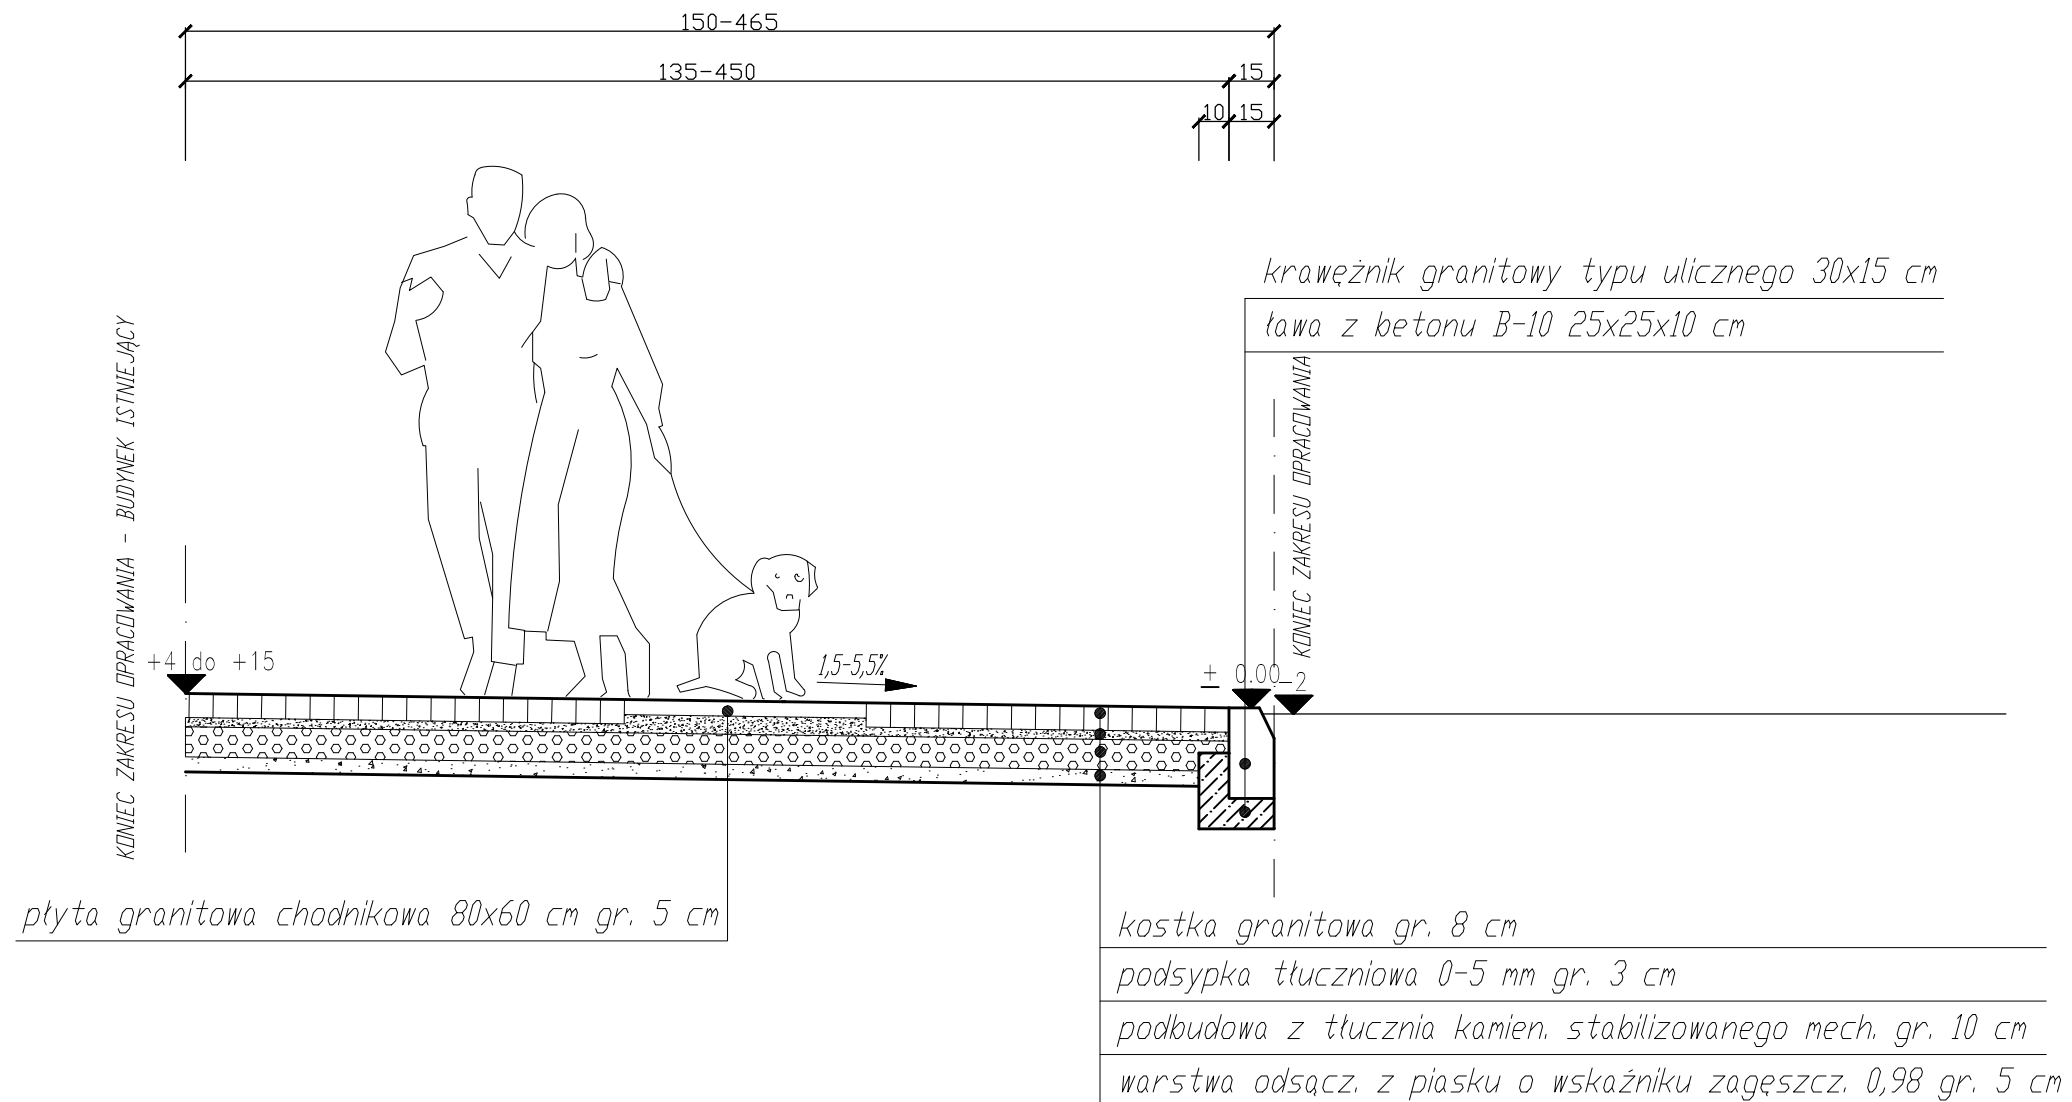 150-465
135-450
15
10
15
krawężnik granitowy typu ulicznego 30x15 cm
ława z betonu B-10 25x25x10 cm
KONIEC ZAKRESU OPRACOWANIA - BUDYNEK ISTNIEJĄCY
KONIEC ZAKRESU OPRACOWANIA
+4 do +15
1,5-5,5%
± 0.00
-2
płyta granitowa chodnikowa 80x60 cm gr. 5 cm
kostka granitowa gr. 8 cm
podsypka tłuczniowa 0-5 mm gr. 3 cm
podbudowa z tłucznia kamien. stabilizowanego mech. gr. 10 cm
warstwa odsącz. z piasku o wskaźniku zagęszcz. 0,98 gr. 5 cm